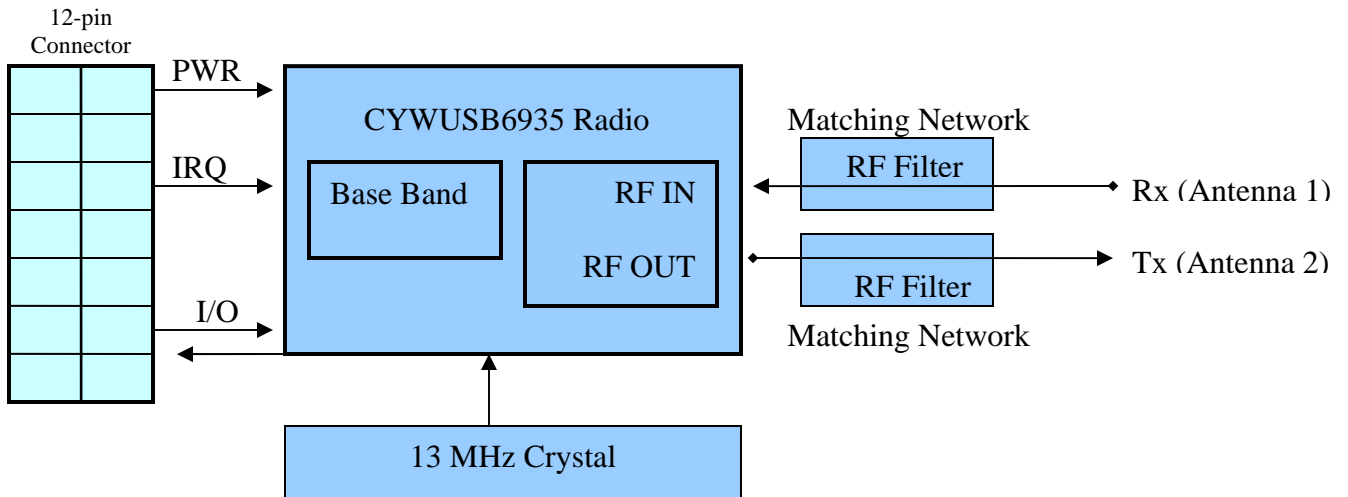 12-pin
Connector
PWR
IRQ
I/O
CYWUSB6935 Radio
Base Band
RF IN
RF OUT
Matching Network
RF Filter
Rx (Antenna 1)
Tx (Antenna 2)
RF Filter
Matching Network
13 MHz Crystal